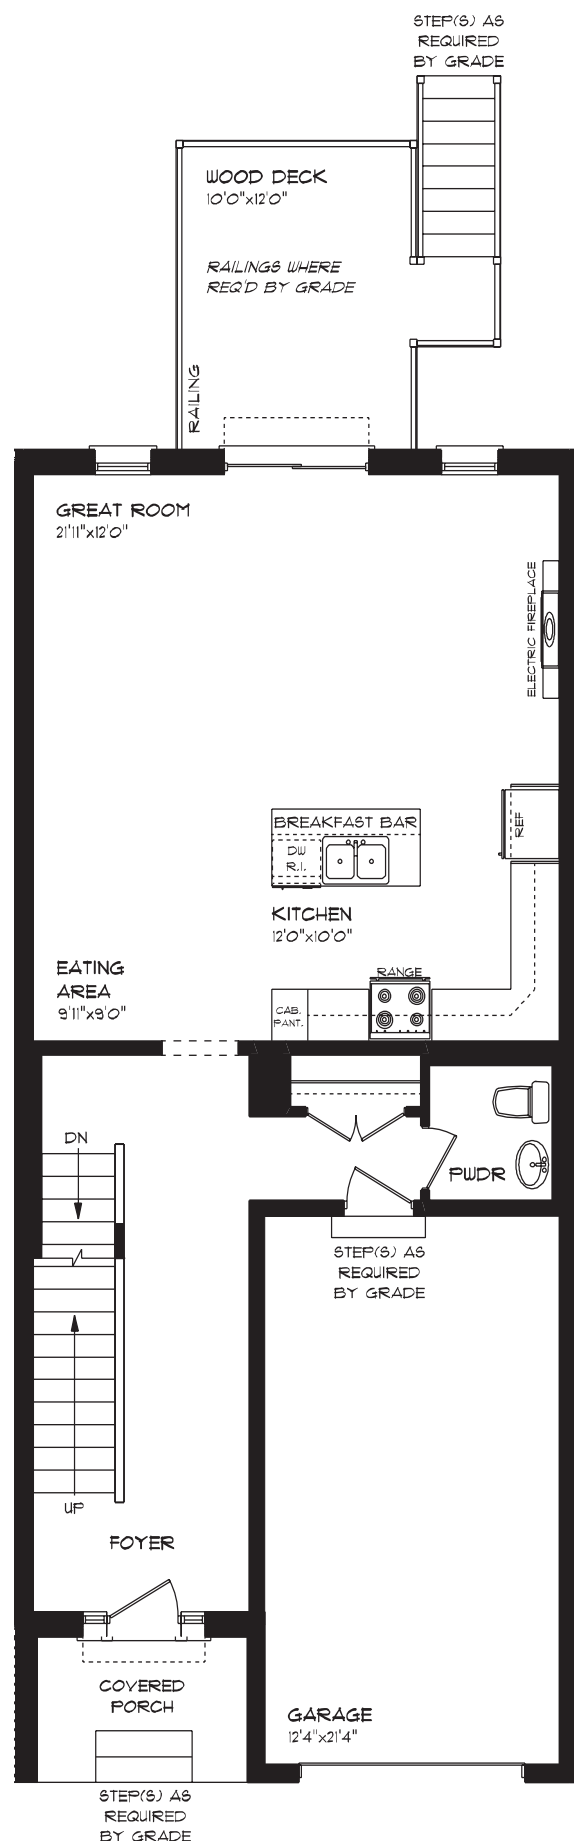 STEP(S) AS
REQUIRED
BY GRADE
WOOD DECK
10'0"x12'0"
RAILINGS WHERE
REQ'D BY GRADE
RAILING
GREAT ROOM
21'11"x12'0"
ELECTRIC FIREPLACE
BREAKFAST BAR
DW
R.I.
REF
KITCHEN
12'0"x10'0"
EATING
AREA
9'11"x9'0"
RANGE
CAB.
PANT.
DN
PWDR
STEP(S) AS
REQUIRED
BY GRADE
UP
FOYER
COVERED
PORCH
GARAGE
12'4"x21'4"
STEP(S) AS
REQUIRED
BY GRADE